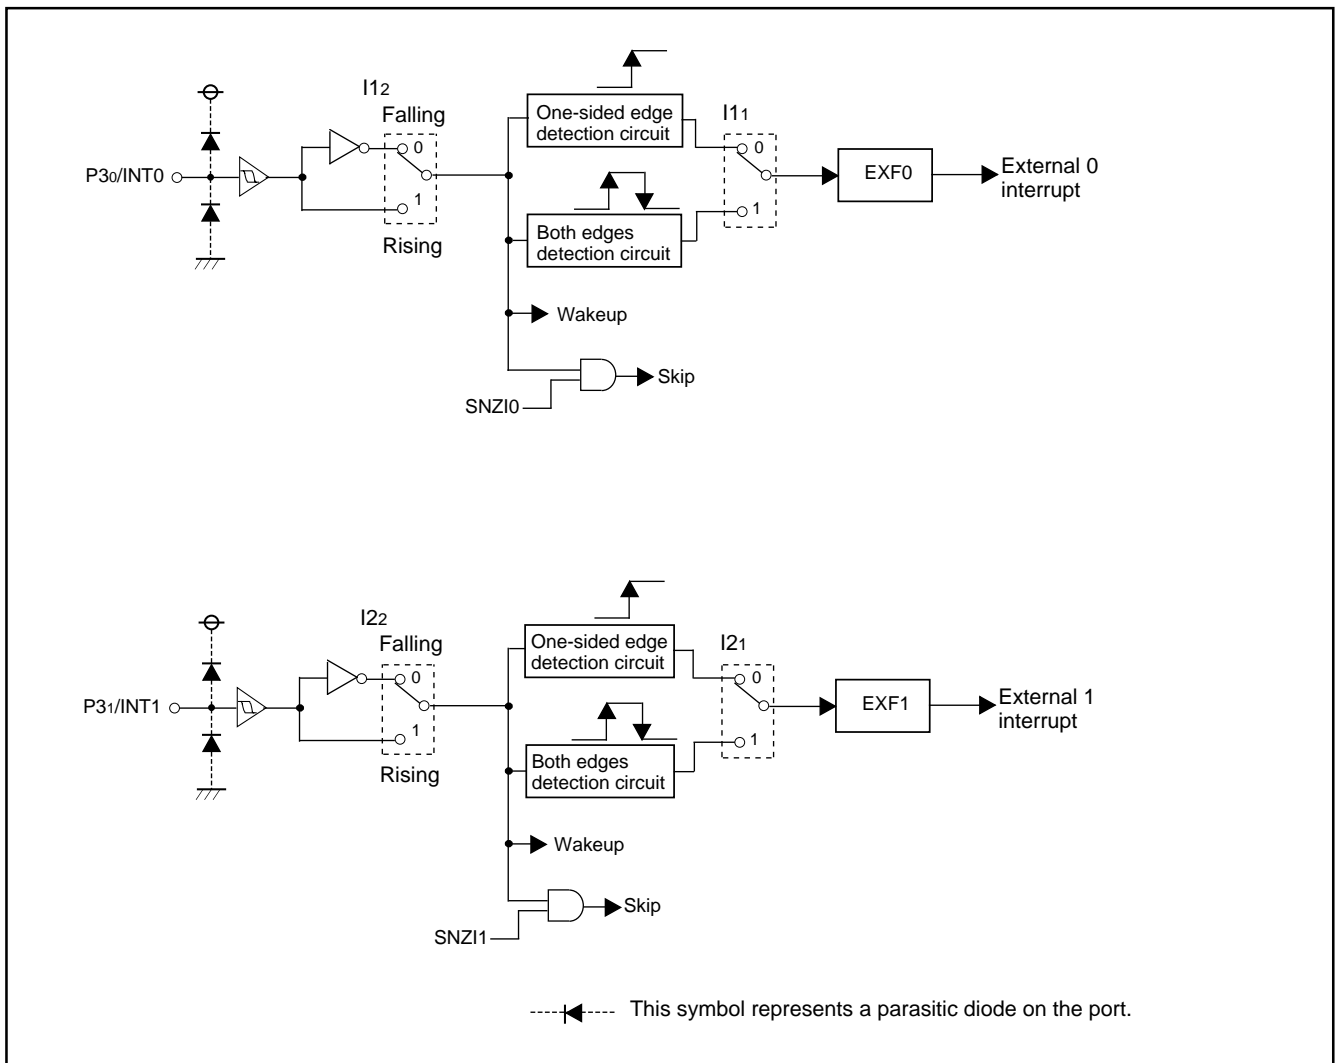 I12
Falling
0
1
Rising
P30/INT0
One-sided edge
detection circuit
Both edges
detection circuit
I11
0
1
EXF0
External 0
interrupt
Wakeup
Skip
SNZI0
I22
Falling
0
1
Rising
P31/INT1
One-sided edge
detection circuit
Both edges
detection circuit
I21
0
1
EXF1
External 1
interrupt
Wakeup
Skip
SNZI1
This symbol represents a parasitic diode on the port.